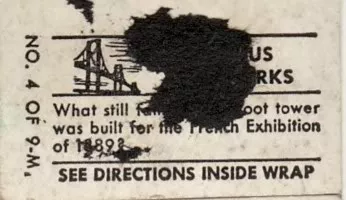 US
RKS
What still oot tower
was built for the French Exhibition
of 1889?
SEE DIRECTIONS INSIDE WRAP
NO. 4 OF 9-M,